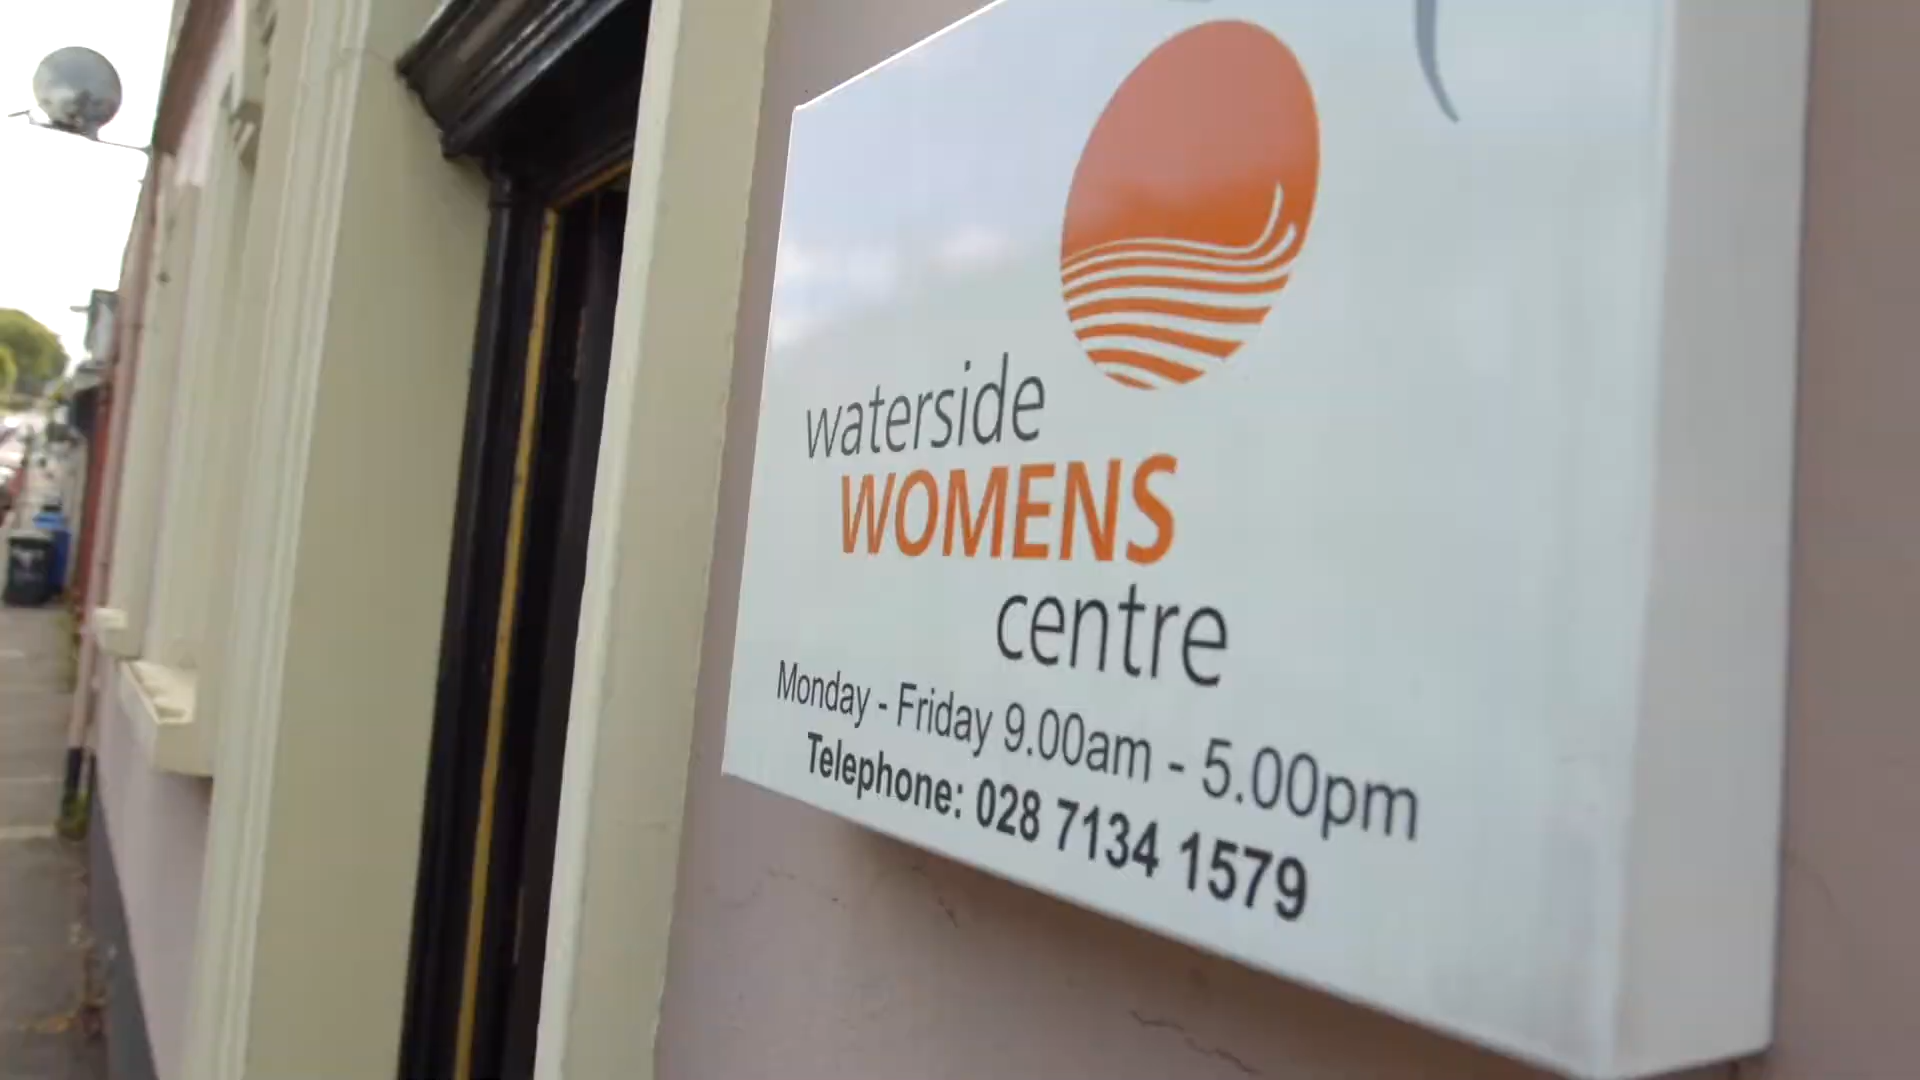 waterside
WOMENS
centre
Monday - Friday 9.00am - 5.00pm
Telephone: 028 7134 1579